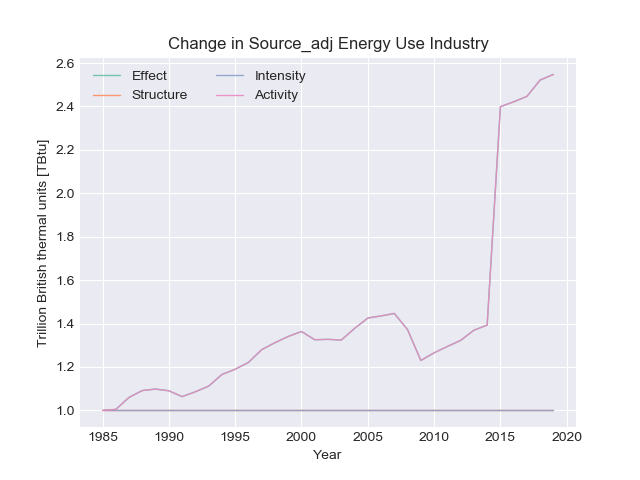 Change in Source_adj Energy Use Industry
Effect
Structure
Intensity
Activity
Trillion British thermal units [TBtu]
2.6
2.4
2.2
2.0
1.8
1.6
1.4
1.2
1.0
1985 1990 1995 2000 2005 2010 2015 2020
Year